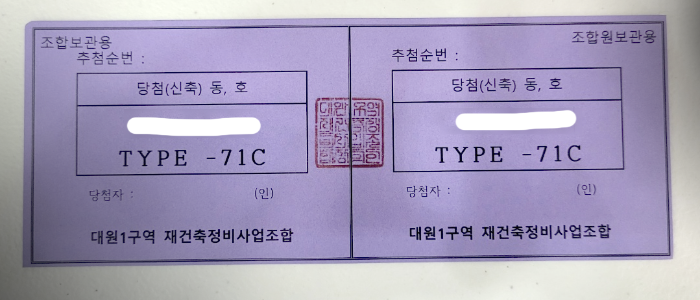 조합보관용
추첨순번 :
당첨(신축) 동, 호
TYPE -71C
당첨자 : (인)
대원1구역 재건축정비사업조합
조합원보관용
추첨순번 :
당첨(신축) 동, 호
TYPE -71C
당첨자 : (인)
대원1구역 재건축정비사업조합